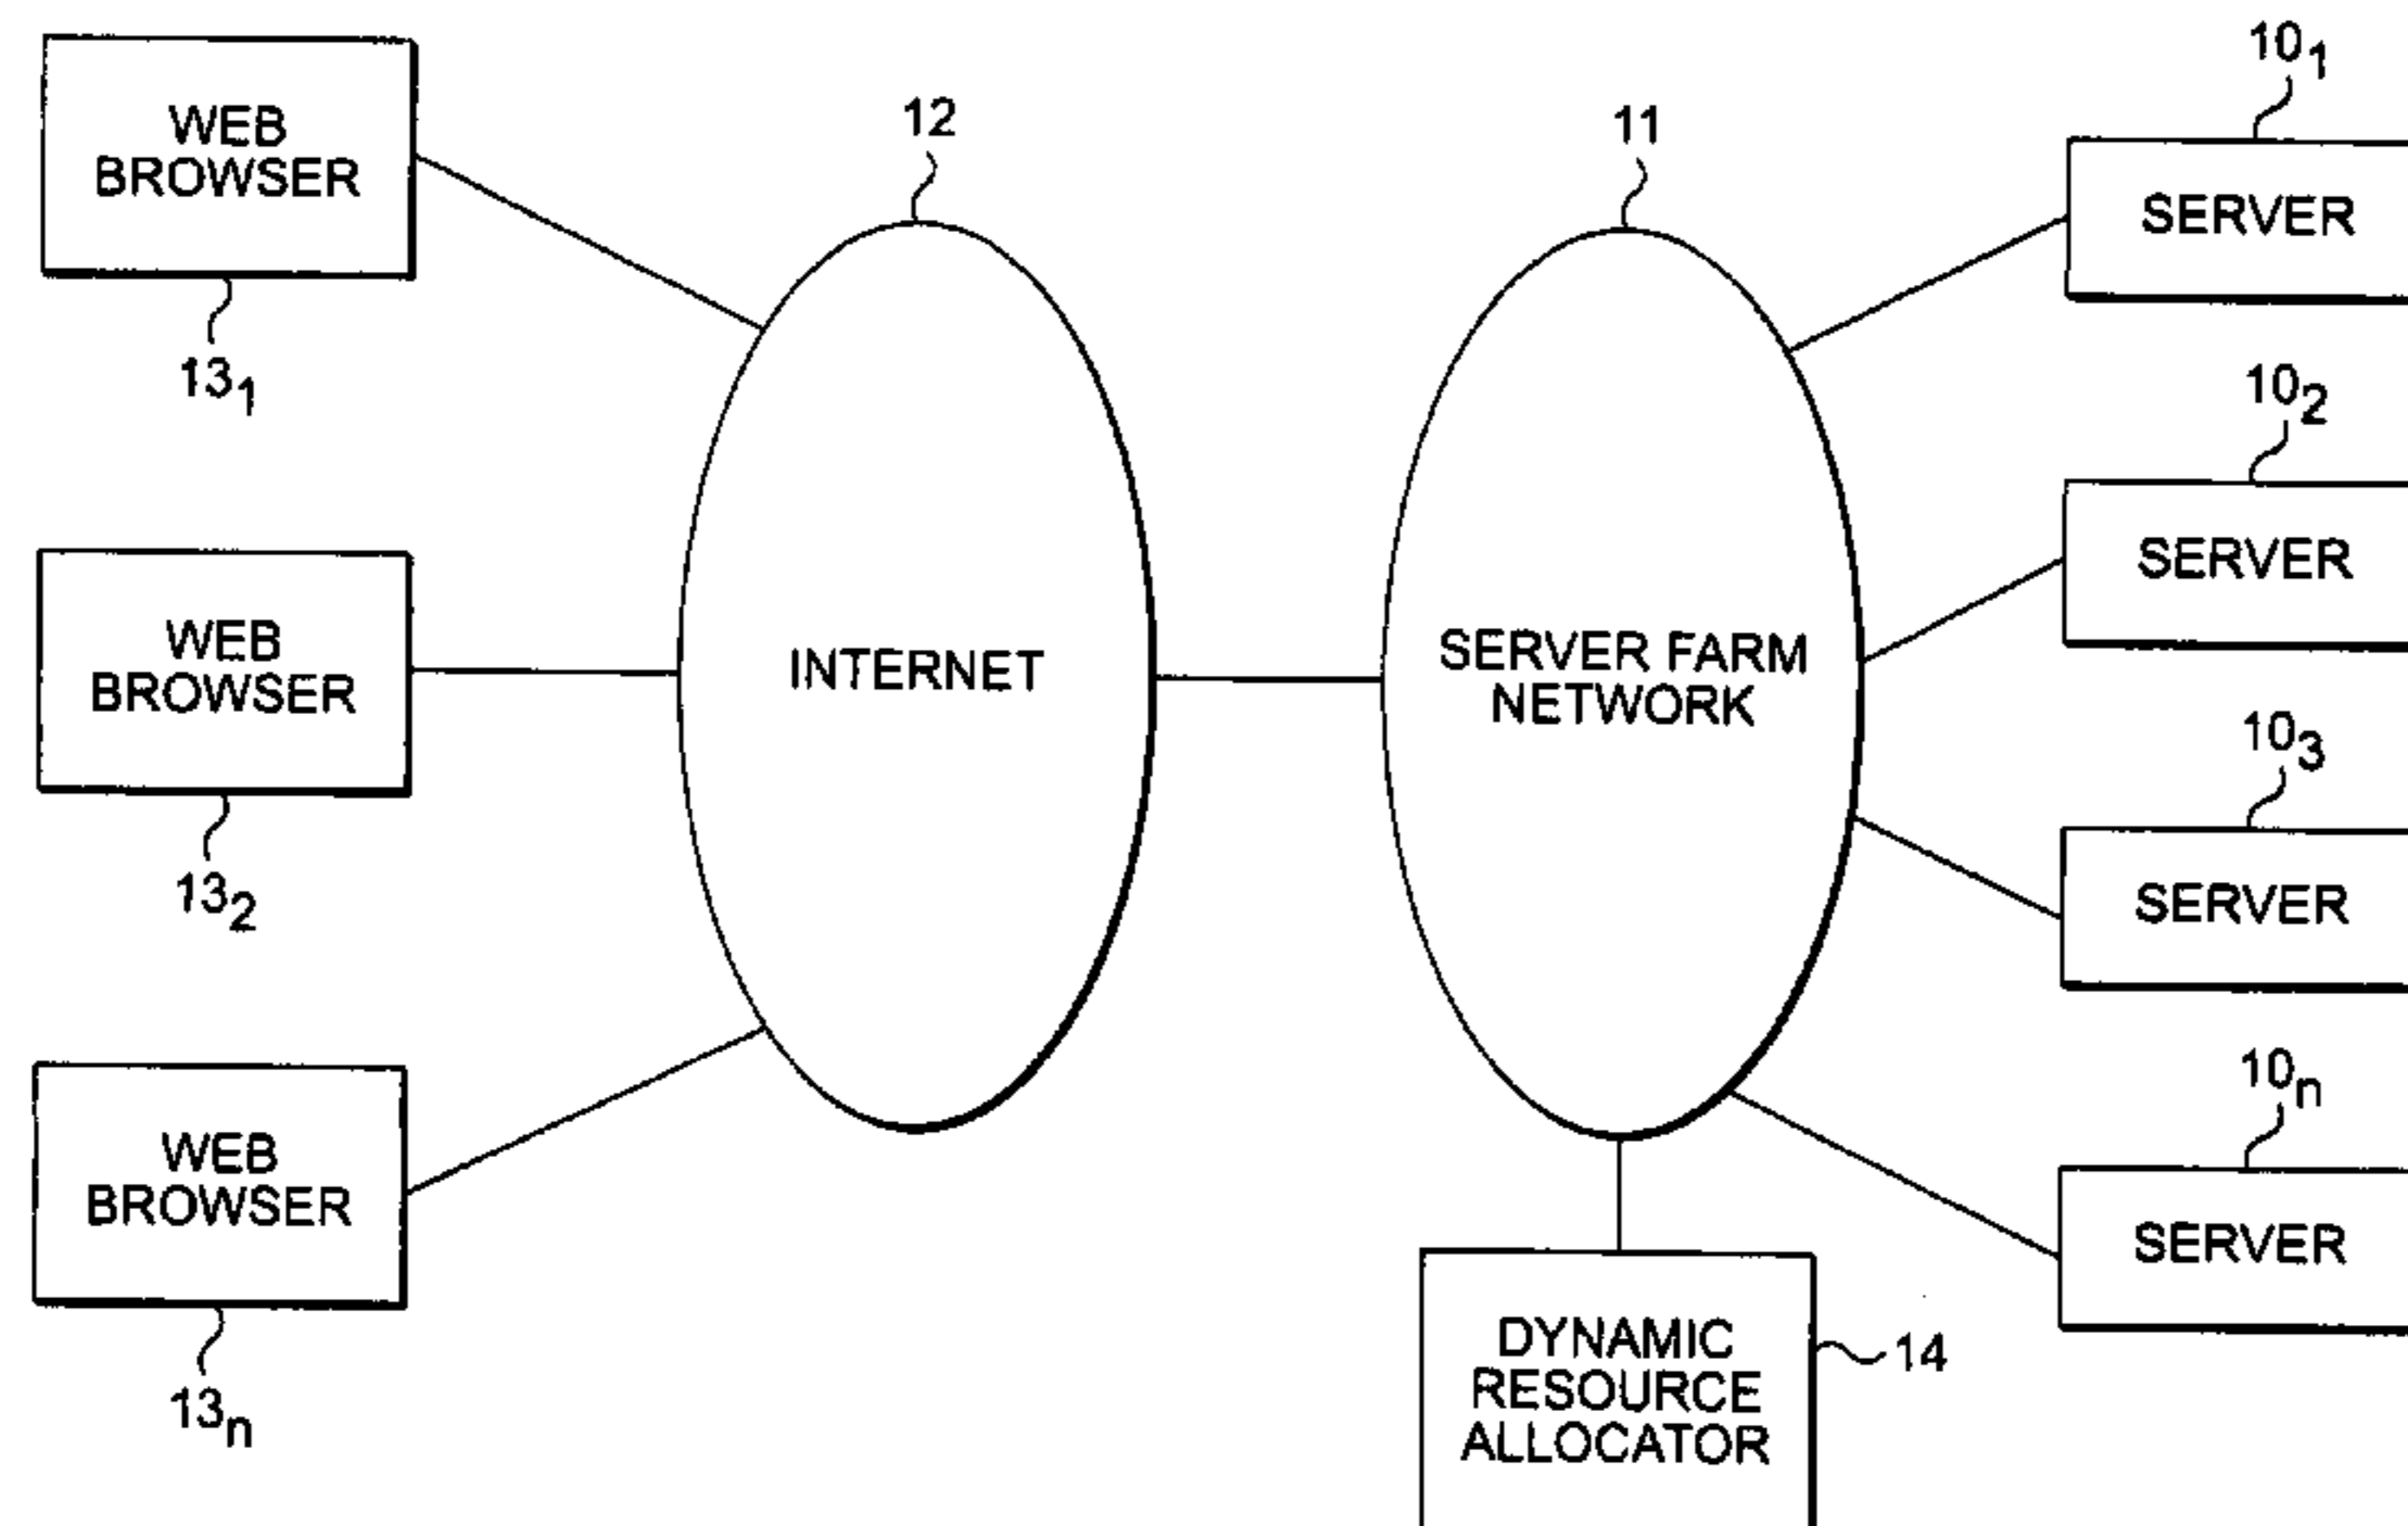 10₁
WEB
BROWSER
12
11
SERVER
13₁
10₂
SERVER
WEB
BROWSER
INTERNET
SERVER FARM
NETWORK
10₃
13₂
SERVER
10ₙ
WEB
BROWSER
SERVER
DYNAMIC
RESOURCE
ALLOCATOR
14
13ₙ